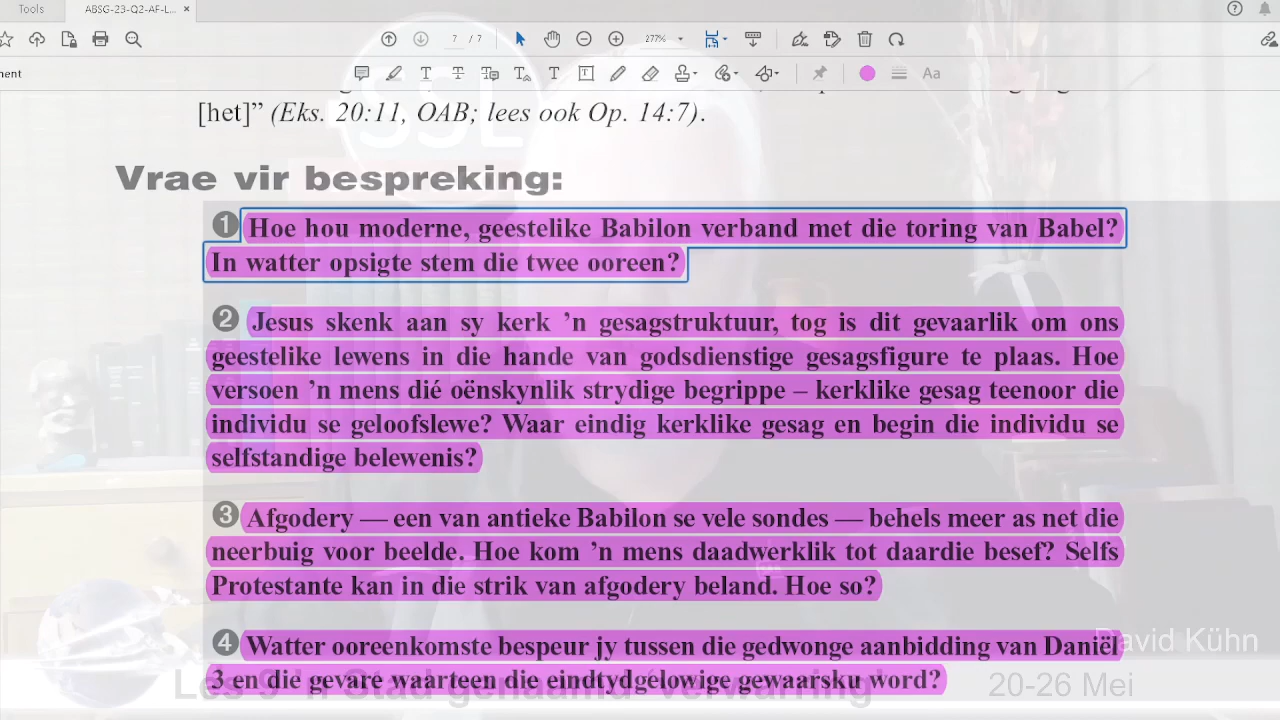 Tools
ABSG-23-Q2-AF-L... ×
7 / 7
277%
ment
Aa
[het]” (Eks. 20:11, OAB; lees ook Op. 14:7).
SSL
Vrae vir bespreking:
1 Hoe hou moderne, geestelike Babilon verband met die toring van Babel?
In watter opsigte stem die twee ooreen?
2 Jesus skenk aan sy kerk ’n gesagstruktuur, tog is dit gevaarlik om ons
geestelike lewens in die hande van godsdienstige gesagsfigure te plaas. Hoe
versoen ’n mens dié oënskynlik strydige begrippe – kerklike gesag teenoor die
individu se geloofslewe? Waar eindig kerklike gesag en begin die individu se
selfstandige belewenis?
3 Afgodery — een van antieke Babilon se vele sondes — behels meer as net die
neerbuig voor beelde. Hoe kom ’n mens daadwerklik tot daardie besef? Selfs
Protestante kan in die strik van afgodery beland. Hoe so?
4 Watter ooreenkomste bespeur jy tussen die gedwonge aanbidding van Daniël
3 en die gevare waarteen die eindtydgelowige gewaarsku word?
David Kühn
Les 9 'n Stad genaamd 'verwarring'
20-26 Mei